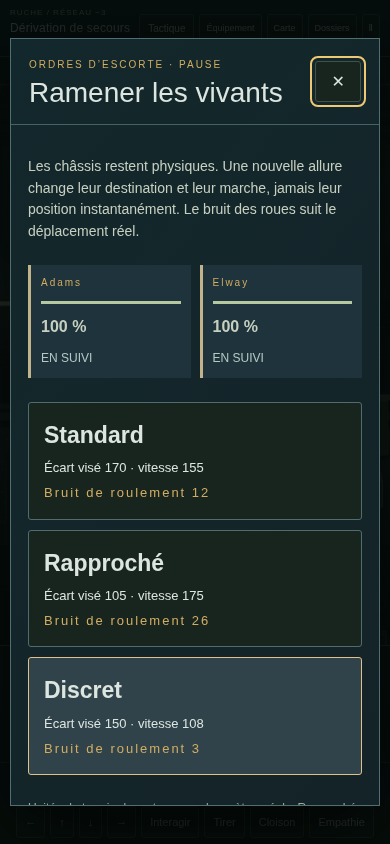 RUCHE / RÉSEAU · 5
Dérivation de secours
Tactique
Équipement
Carte
Dossiers
II
ORDRES D'ESCORTE · PAUSE
Ramener les vivants
×
Les châssis restent physiques. Une nouvelle allure
change leur destination et leur marche, jamais leur
position instantanément. Le bruit des roues suit le
déplacement réel.
Adams
100 %
EN SUIVI
Elway
100 %
EN SUIVI
Standard
Écart visé 170 · vitesse 155
Bruit de roulement 12
Rapproché
Écart visé 105 · vitesse 175
Bruit de roulement 26
Discret
Écart visé 150 · vitesse 108
Bruit de roulement 3
← ↑ ↓ → Interagir Tirer Cloison Empathie